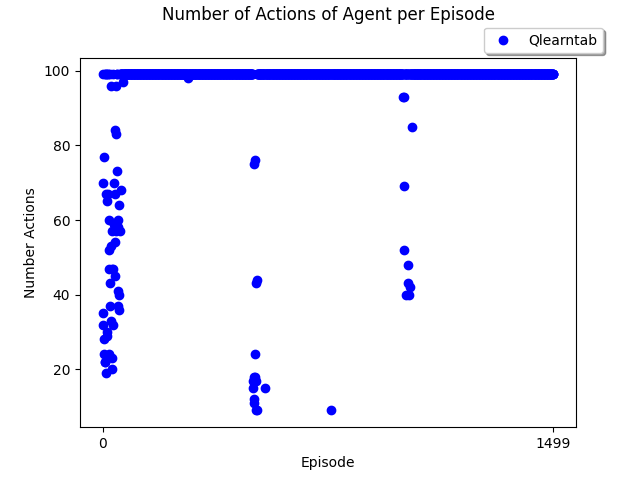 Number of Actions of Agent per Episode
Qlearntab
100
80
60
40
20
Number Actions
0
1499
Episode